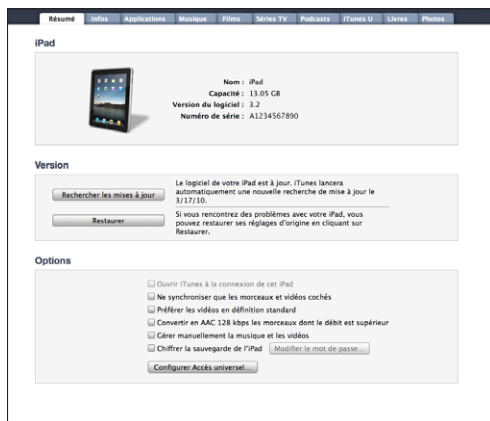 Résumé Infos Applications Musique Films Séries TV Podcasts iTunes U Livres Photos
iPad
Nom : iPad
Capacité : 13.05 GB
Version du logiciel : 3.2
Numéro de série : A1234567890
Version
Rechercher les mises à jour
Le logiciel de votre iPad est à jour. iTunes lancera
automatiquement une nouvelle recherche de mise à jour le
3/17/10.
Restaurer
Si vous rencontrez des problèmes avec votre iPad, vous
pouvez restaurer ses réglages d'origine en cliquant sur
Restaurer.
Options
Ouvrir iTunes à la connexion de cet iPad
Ne synchroniser que les morceaux et vidéos cochés
Préférer les vidéos en définition standard
Convertir en AAC 128 kbps les morceaux dont le débit est supérieur
Gérer manuellement la musique et les vidéos
Chiffrer la sauvegarde de l'iPad Modifier le mot de passe...
Configurer Accès universel...